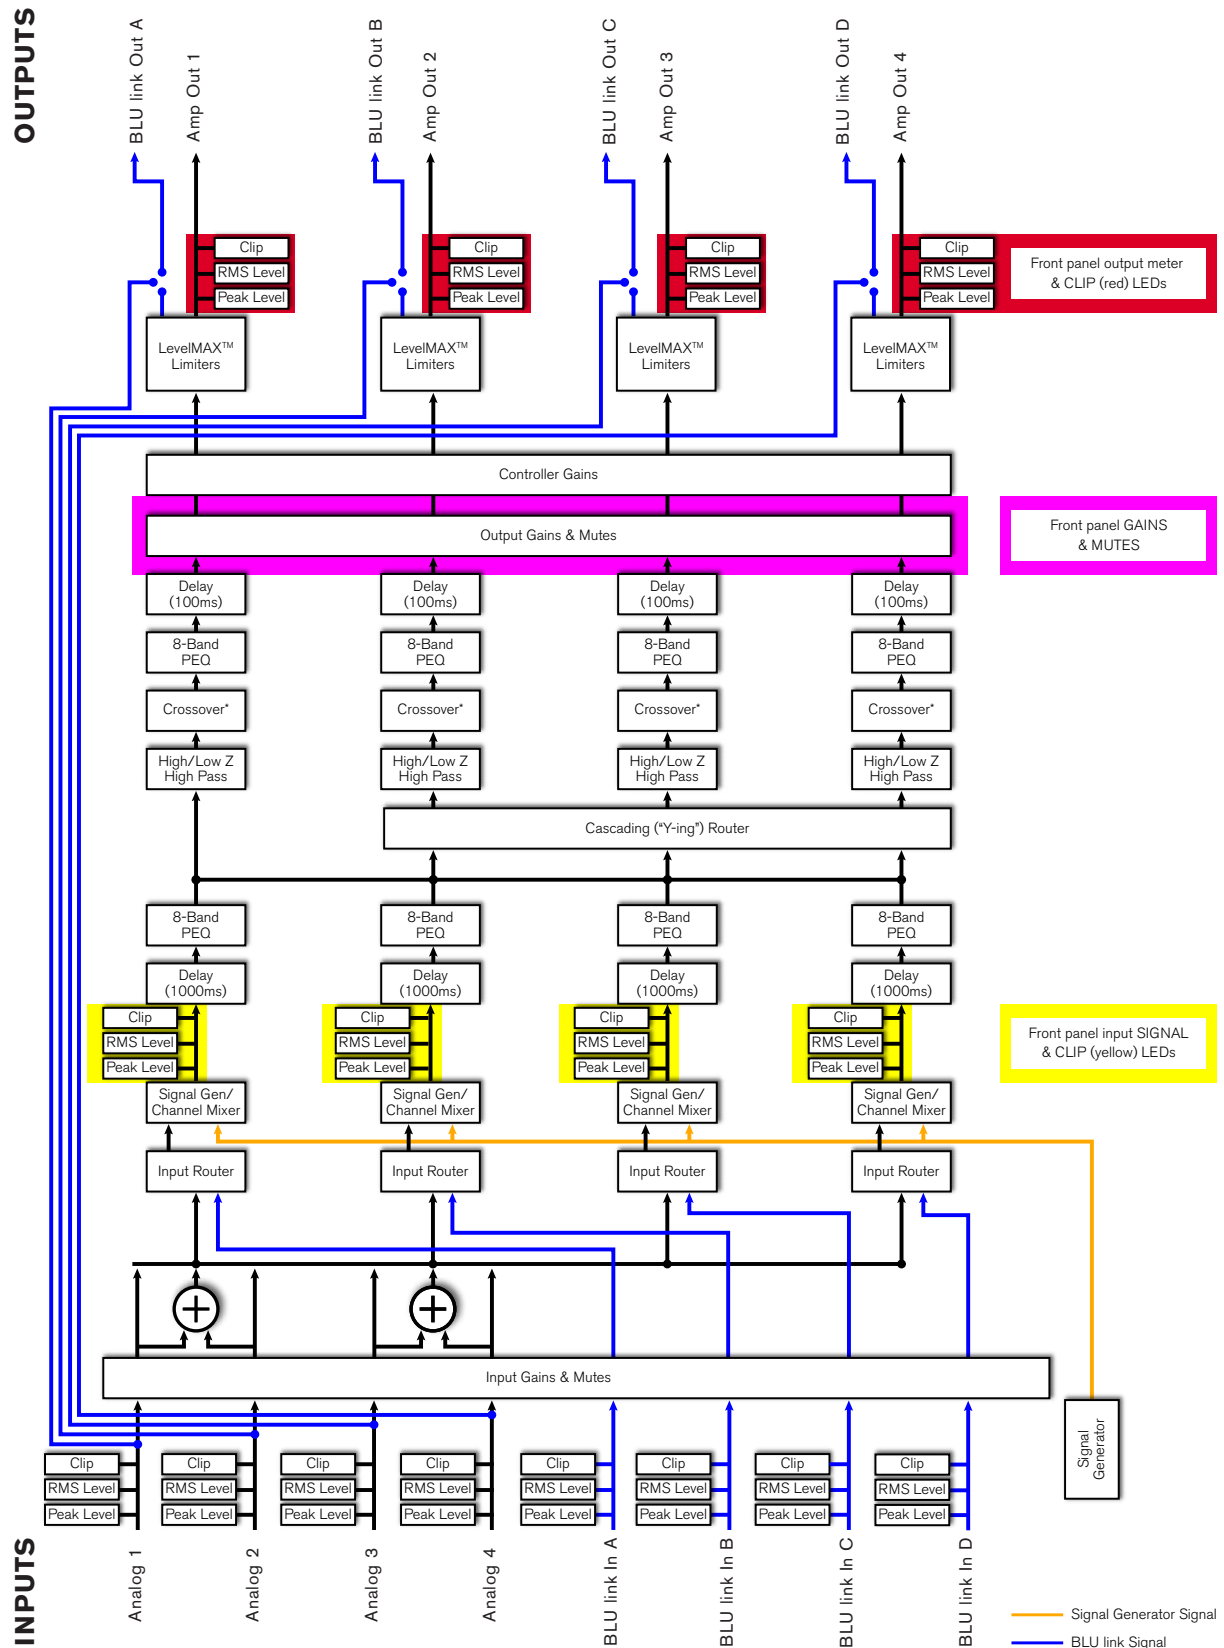 OUTPUTS
BLU link Out A
Amp Out 1
BLU link Out B
Amp Out 2
BLU link Out C
Amp Out 3
BLU link Out D
Amp Out 4
Clip
RMS Level
Peak Level
Clip
RMS Level
Peak Level
Clip
RMS Level
Peak Level
Clip
RMS Level
Peak Level
Front panel output meter
& CLIP (red) LEDs
LevelMAX™
Limiters
LevelMAX™
Limiters
LevelMAX™
Limiters
LevelMAX™
Limiters
Controller Gains
Output Gains & Mutes
Front panel GAINS
& MUTES
Delay
(100ms)
Delay
(100ms)
Delay
(100ms)
Delay
(100ms)
8-Band
PEQ
8-Band
PEQ
8-Band
PEQ
8-Band
PEQ
Crossover*
Crossover*
Crossover*
Crossover*
High/Low Z
High Pass
High/Low Z
High Pass
High/Low Z
High Pass
High/Low Z
High Pass
Cascading (“Y-ing”) Router
8-Band
PEQ
8-Band
PEQ
8-Band
PEQ
8-Band
PEQ
Delay
(1000ms)
Delay
(1000ms)
Delay
(1000ms)
Delay
(1000ms)
Clip
RMS Level
Peak Level
Clip
RMS Level
Peak Level
Clip
RMS Level
Peak Level
Clip
RMS Level
Peak Level
Front panel input SIGNAL
& CLIP (yellow) LEDs
Signal Gen/
Channel Mixer
Signal Gen/
Channel Mixer
Signal Gen/
Channel Mixer
Signal Gen/
Channel Mixer
Input Router
Input Router
Input Router
Input Router
Input Gains & Mutes
Signal
Generator
Clip
RMS Level
Peak Level
Clip
RMS Level
Peak Level
Clip
RMS Level
Peak Level
Clip
RMS Level
Peak Level
Clip
RMS Level
Peak Level
Clip
RMS Level
Peak Level
Clip
RMS Level
Peak Level
Clip
RMS Level
Peak Level
INPUTS
Analog 1
Analog 2
Analog 3
Analog 4
BLU link In A
BLU link In B
BLU link In C
BLU link In D
Signal Generator Signal
BLU link Signal